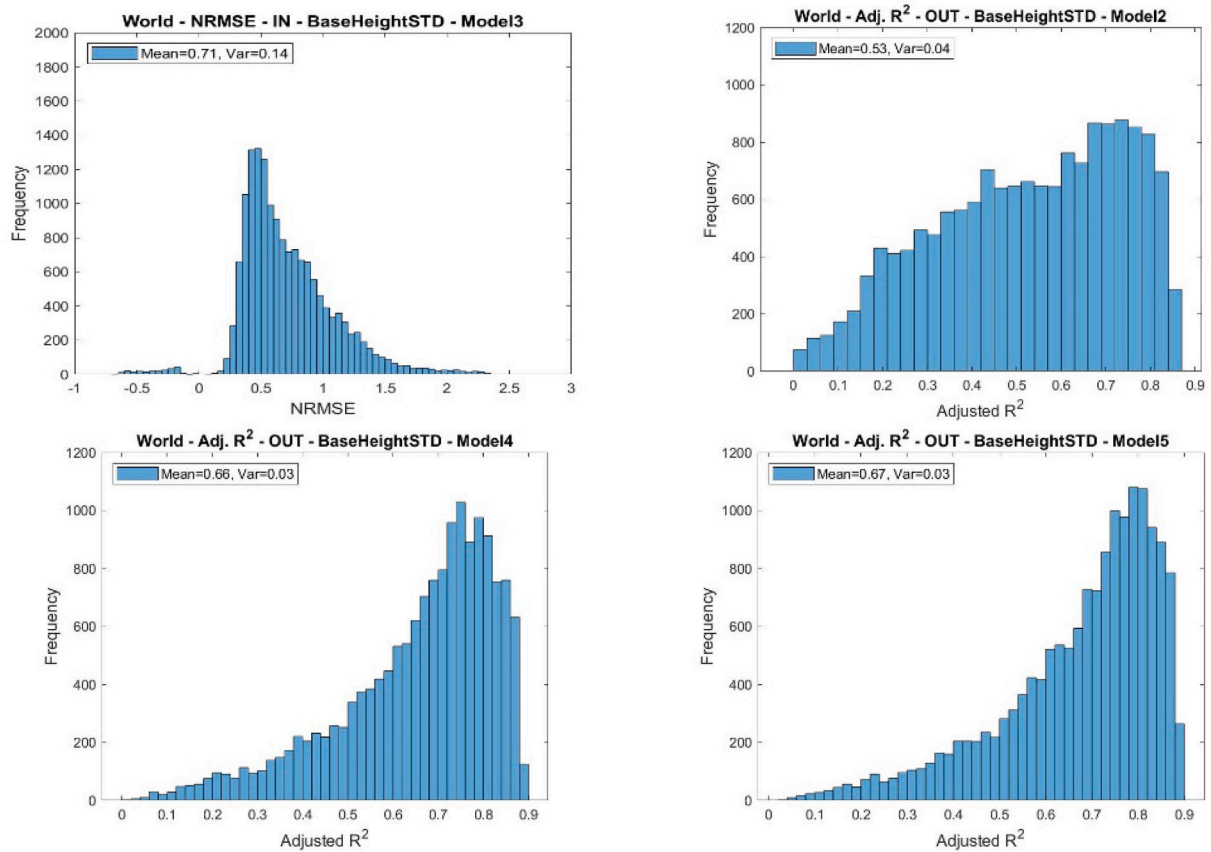 World - NRMSE - IN - BaseHeightSTD - Model3
Mean=0.71, Var=0.14
2000
1800
1600
1400
1200
1000
800
600
400
200
0
Frequency
-1 -0.5 0 0.5 1 1.5 2 2.5 3
NRMSE
World - Adj. R² - OUT - BaseHeightSTD - Model2
Mean=0.53, Var=0.04
1200
1000
800
600
400
200
0
Frequency
0 0.1 0.2 0.3 0.4 0.5 0.6 0.7 0.8 0.9
Adjusted R²
World - Adj. R² - OUT - BaseHeightSTD - Model4
Mean=0.66, Var=0.03
1200
1000
800
600
400
200
0
Frequency
0 0.1 0.2 0.3 0.4 0.5 0.6 0.7 0.8 0.9
Adjusted R²
World - Adj. R² - OUT - BaseHeightSTD - Model5
Mean=0.67, Var=0.03
1200
1000
800
600
400
200
0
Frequency
0 0.1 0.2 0.3 0.4 0.5 0.6 0.7 0.8 0.9
Adjusted R²